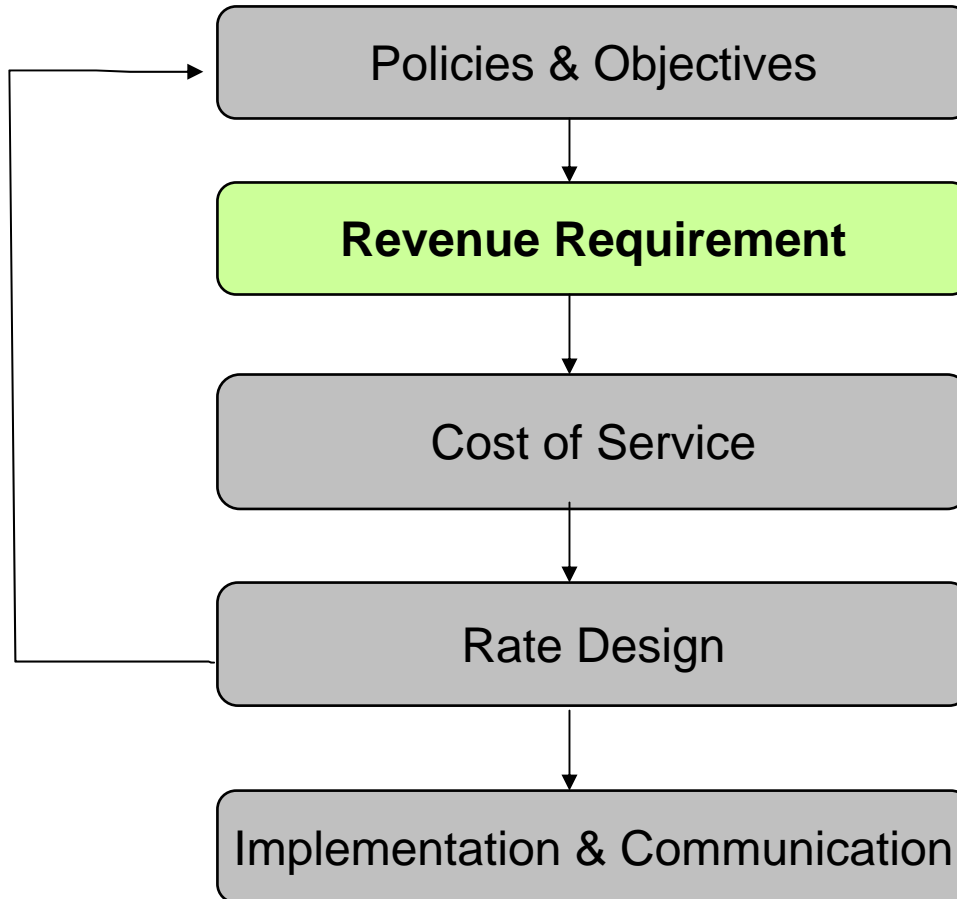 Policies & Objectives
Revenue Requirement
Cost of Service
Rate Design
Implementation & Communication